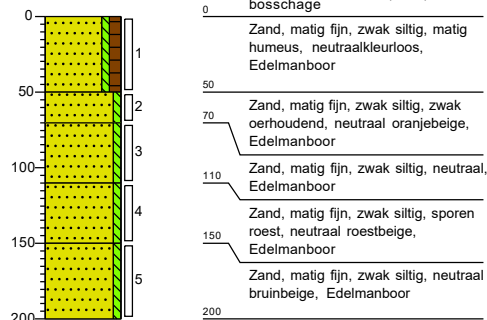 bosschage
0
0
Zand, matig fijn, zwak siltig, matig
humeus, neutraalkleurloos,
Edelmanboor
1
50
50
Zand, matig fijn, zwak siltig, zwak
oerhoudend, neutraal oranjebeige,
Edelmanboor
2
70
3
100
110
Zand, matig fijn, zwak siltig, neutraal,
Edelmanboor
4
Zand, matig fijn, zwak siltig, sporen
roest, neutraal roestbeige,
Edelmanboor
150
150
5
Zand, matig fijn, zwak siltig, neutraal
bruinbeige, Edelmanboor
200
200